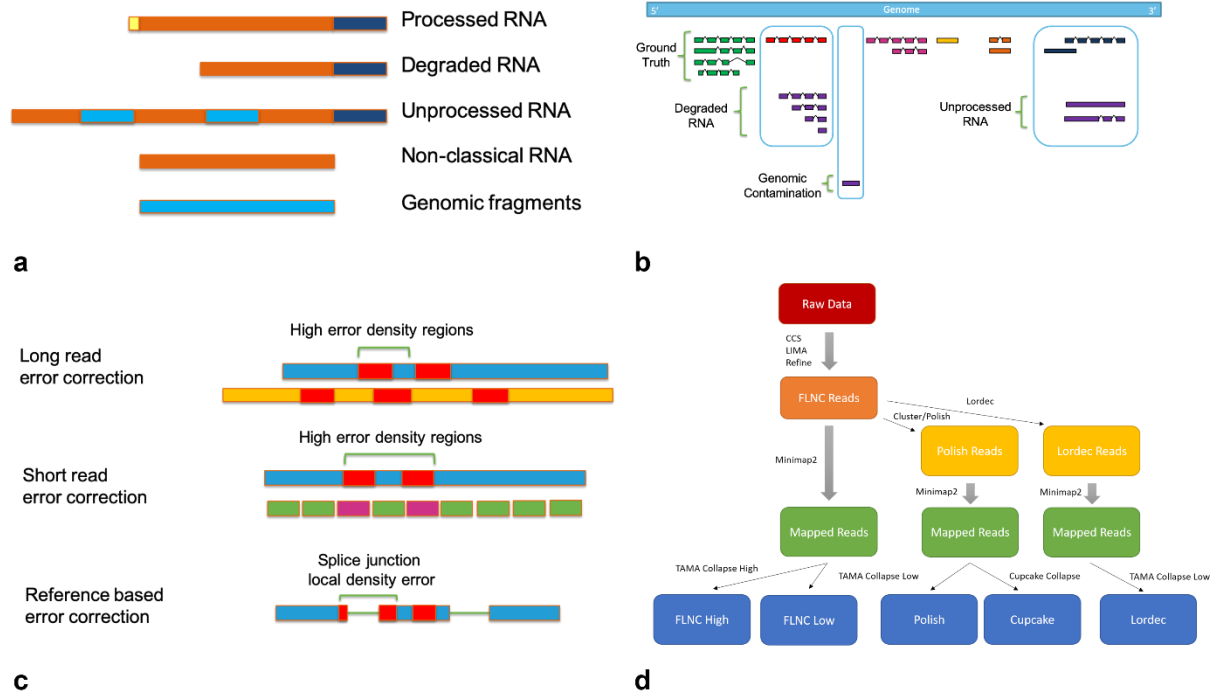 Processed RNA
Degraded RNA
Unprocessed RNA
Non-classical RNA
Genomic fragments
a
5'
Genome
3'
Ground
Truth
Degraded
RNA
Unprocessed
RNA
Genomic
Contamination
b
Long read
error correction
High error density regions
Short read
error correction
High error density regions
Reference based
error correction
Splice junction
local density error
c
Raw Data
CCS
LIMA
Refine
FLNC Reads
Lordec
Cluster/Polish
Polish Reads
Lordec Reads
Minimap2
Minimap2
Minimap2
Mapped Reads
Mapped Reads
Mapped Reads
TAMA Collapse High
TAMA Collapse Low
Cupcake Collapse
TAMA Collapse Low
FLNC High
FLNC Low
Polish
Cupcake
Lordec
d